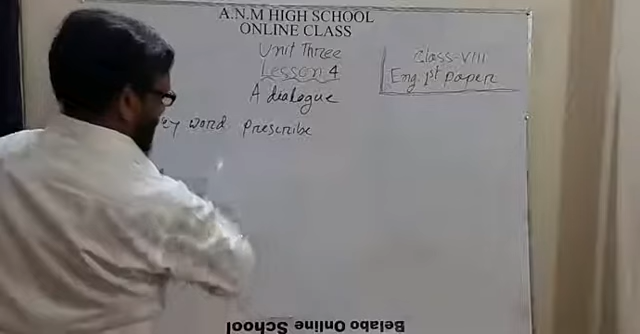 A.N.M HIGH SCHOOL
ONLINE CLASS
Unit Three
Lesson 4
A dialogue
Class-VIII
Eng. 1st paper
ey word: Prescribe
Belabo Online School